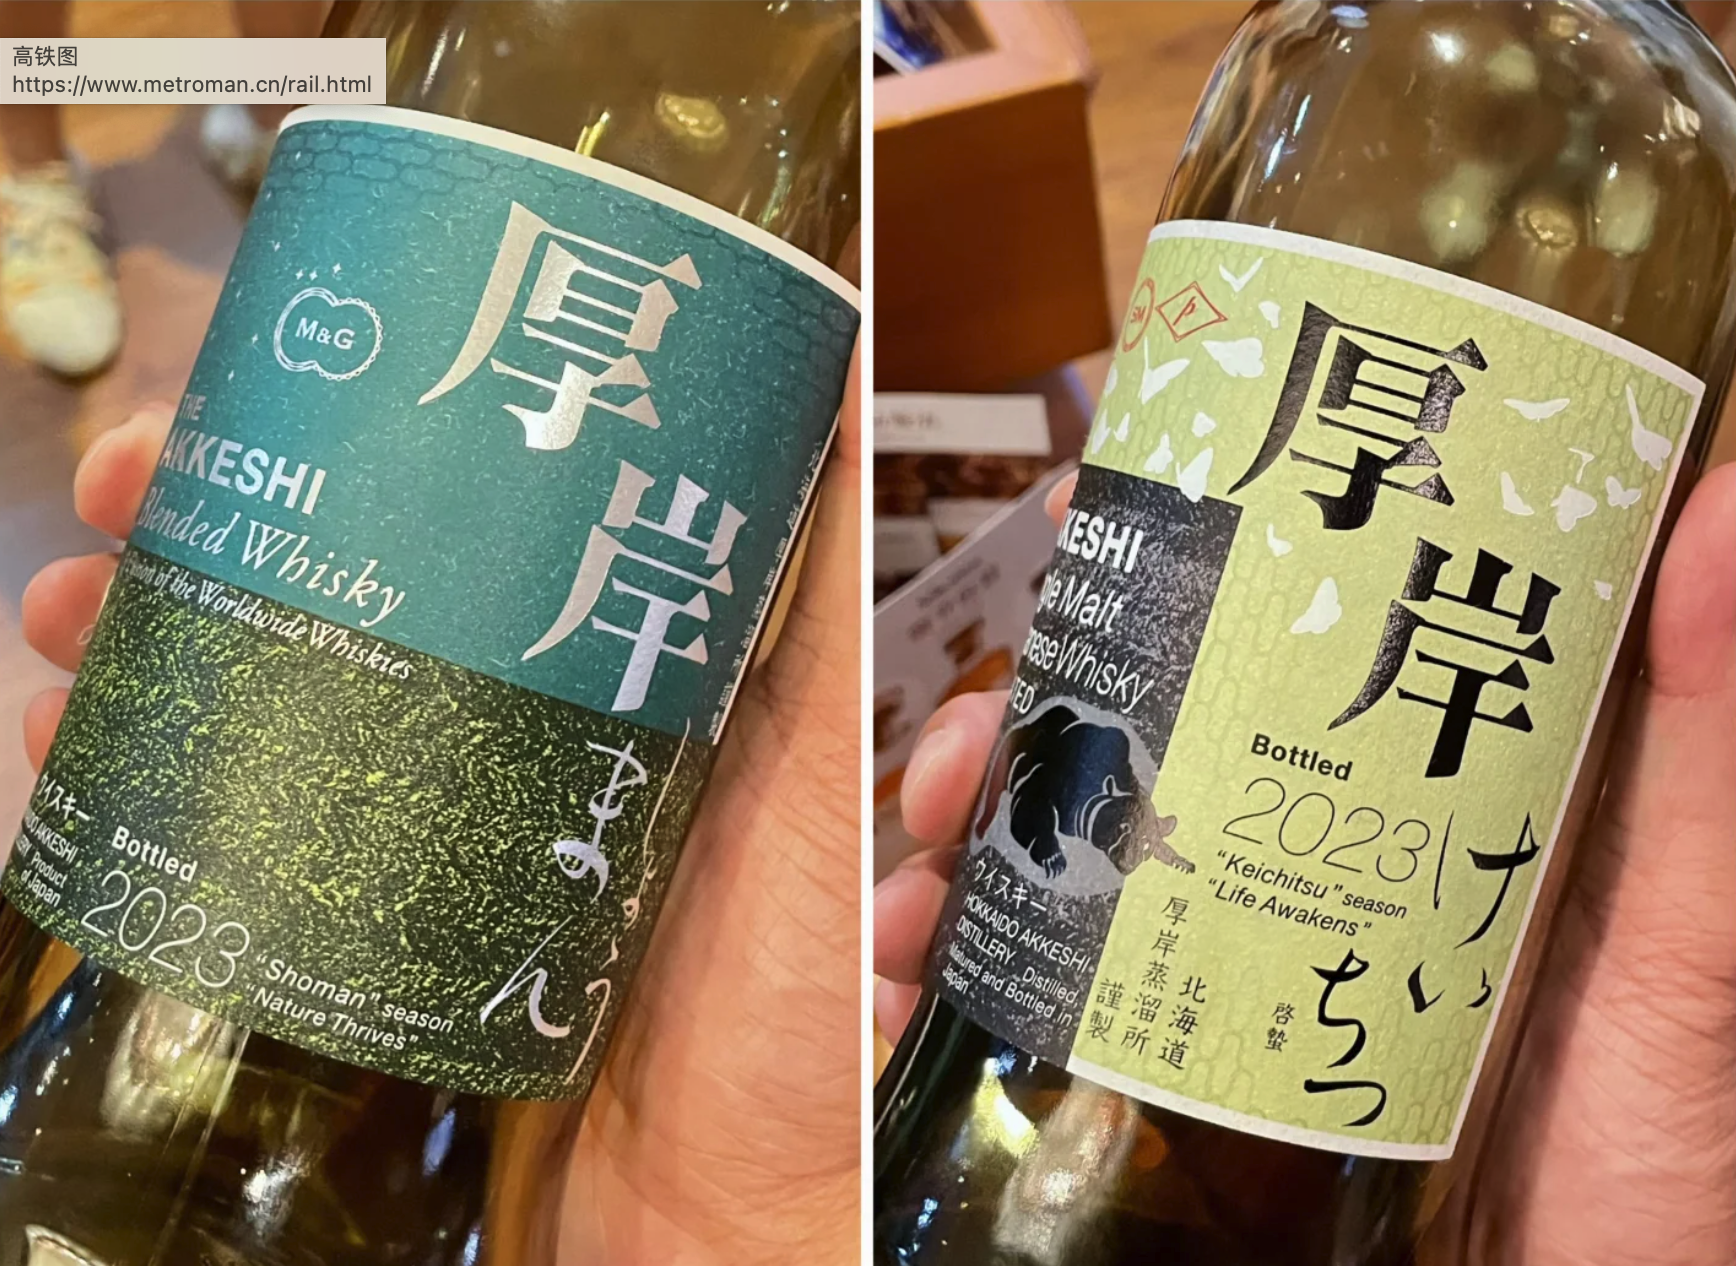 高铁图
https://www.metroman.cn/rail.html
M&G
厚岸
THE
AKKESHI
Blended Whisky
of the Worldwide Whiskies
しょうまん
ウイスキー
AKKESHI
Product
of Japan
Bottled
2023
“Shoman” season
“Nature Thrives”
SM
厚岸
KESHI
Malt
Whisky
Bottled
2023
“Keichitsu” season
“Life Awakens”
けいちつ
啓蟄
ウイスキー
HOKKAIDO AKKESHI
DISTILLERY Distilled,
Matured and Bottled in
Japan
北海道
厚岸蒸溜所
謹製